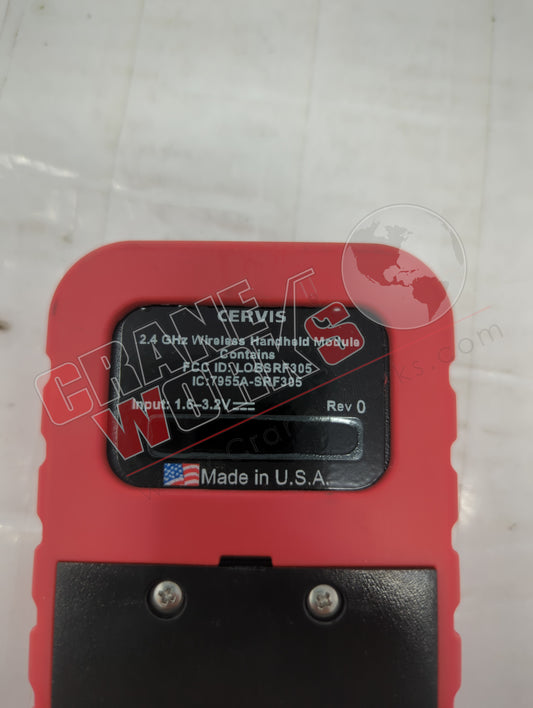 CERVIS
2.4 GHz Wireless Handheld Module
Contains
FCC ID: LOBSRF305
IC:7955A-SRF305
Input: 1.6-3.2V Rev 0
Made in U.S.A.
CRANE
WORKS